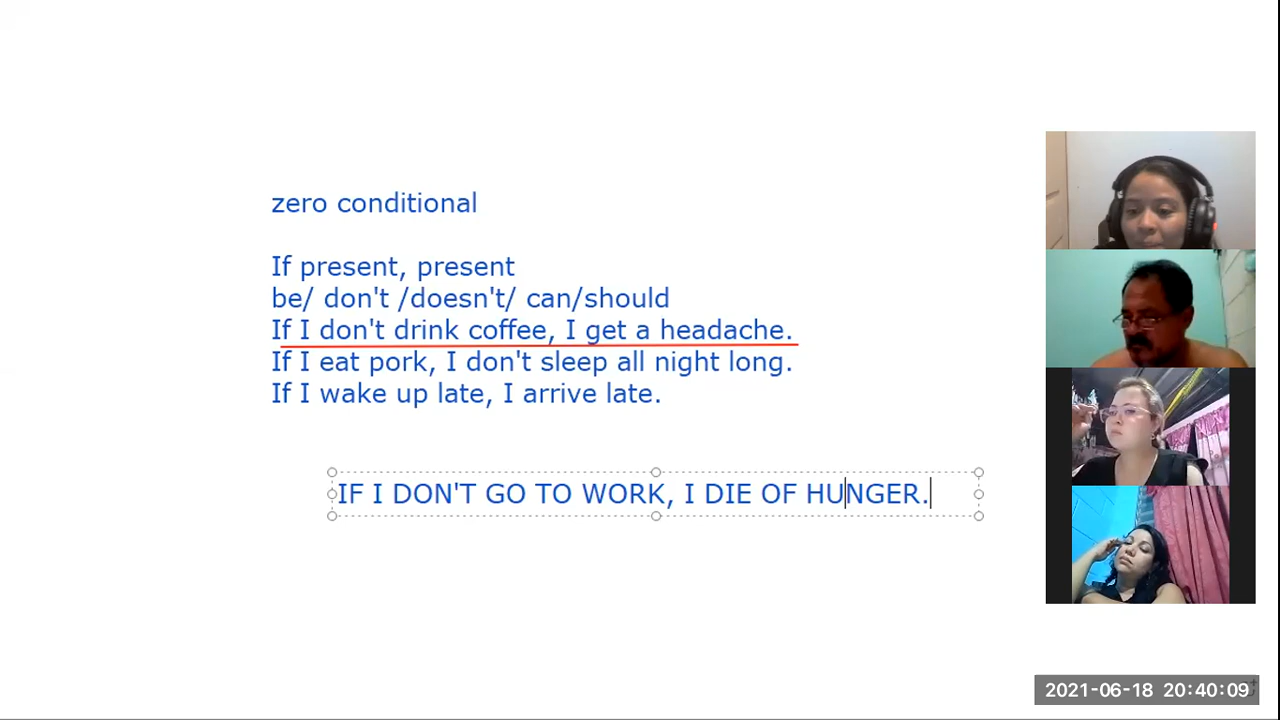 zero conditional
If present, present
be/ don't /doesn't/ can/should
If I don't drink coffee, I get a headache.
If I eat pork, I don't sleep all night long.
If I wake up late, I arrive late.
IF I DON'T GO TO WORK, I DIE OF HUNGER.
2021-06-18 20:40:09